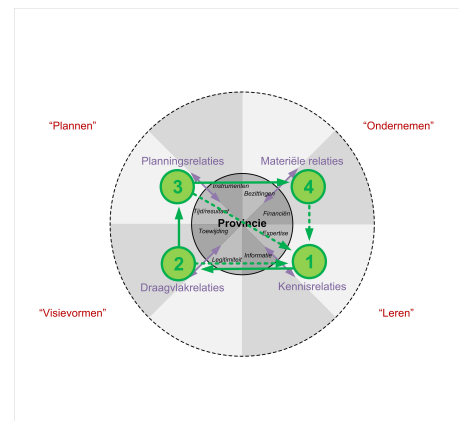 “Plannen”
“Ondernemen”
Planningsrelaties
Materiële relaties
3
4
Instrumenten
Bezittingen
Tijd/resultaat
Financiën
Provincie
Toewijding
Expertise
Legitimiteit
Informatie
2
1
Draagvlakrelaties
Kennisrelaties
“Visievormen”
“Leren”